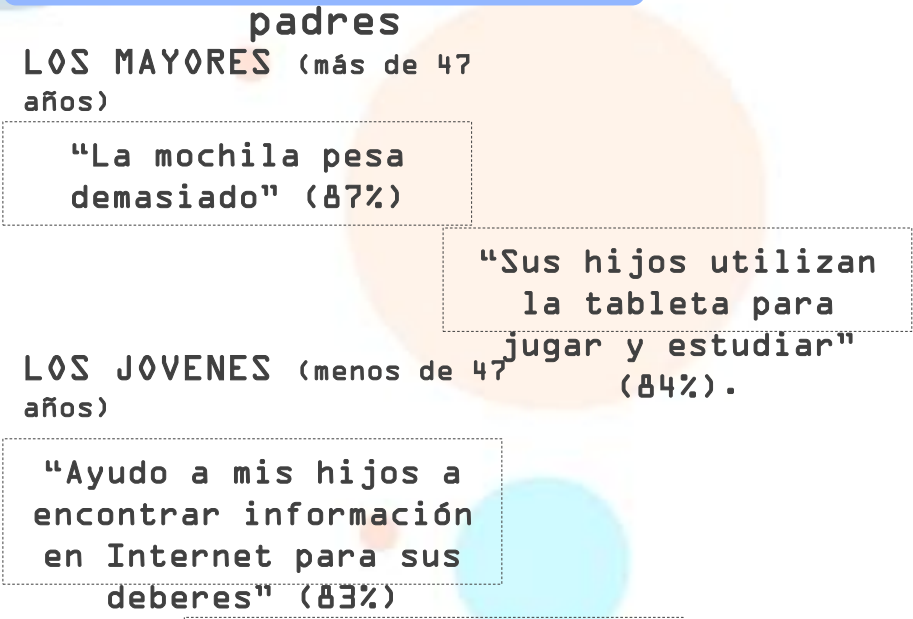 padres
LOS MAYORES (más de 47
años)
“La mochila pesa
demasiado” (87%)
“Sus hijos utilizan
la tableta para
jugar y estudiar”
(84%).
LOS JOVENES (menos de 47
años)
“Ayudo a mis hijos a
encontrar información
en Internet para sus
deberes” (83%)